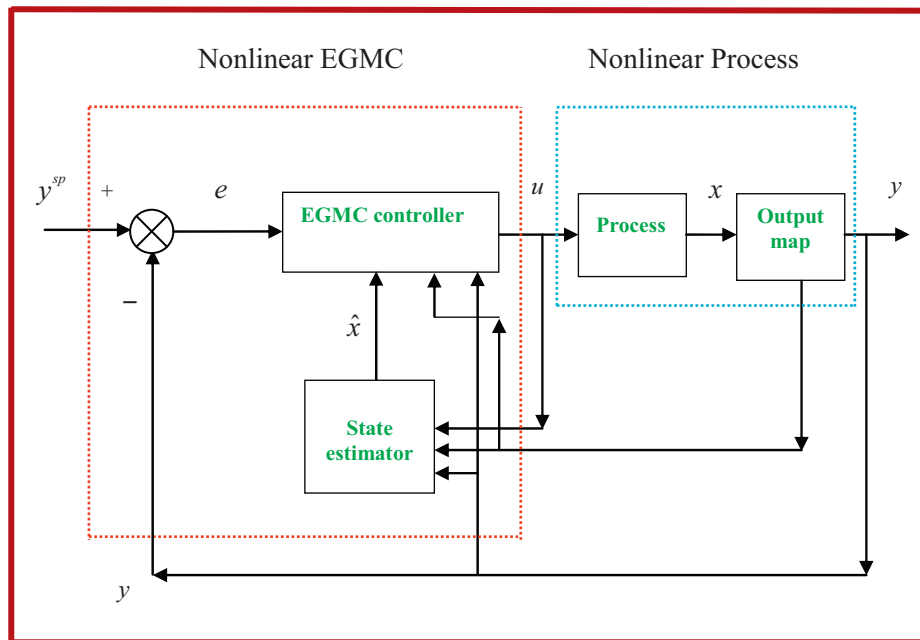 Nonlinear EGMC
Nonlinear Process
y^{sp}
+
e
EGMC controller
u
Process
x
Output
map
y
−
x̂
State
estimator
y